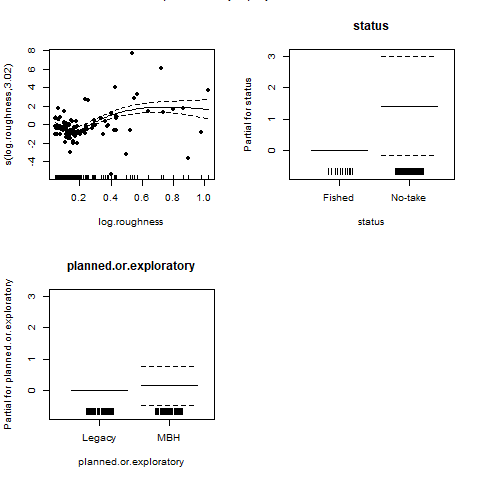 status
s(log.roughness,3.02)
8
6
4
2
0
-2
-4
0.2 0.4 0.6 0.8 1.0
log.roughness
Partial for status
3
2
1
0
Fished No-take
status
planned.or.exploratory
Partial for planned.or.exploratory
3
2
1
0
Legacy MBH
planned.or.exploratory